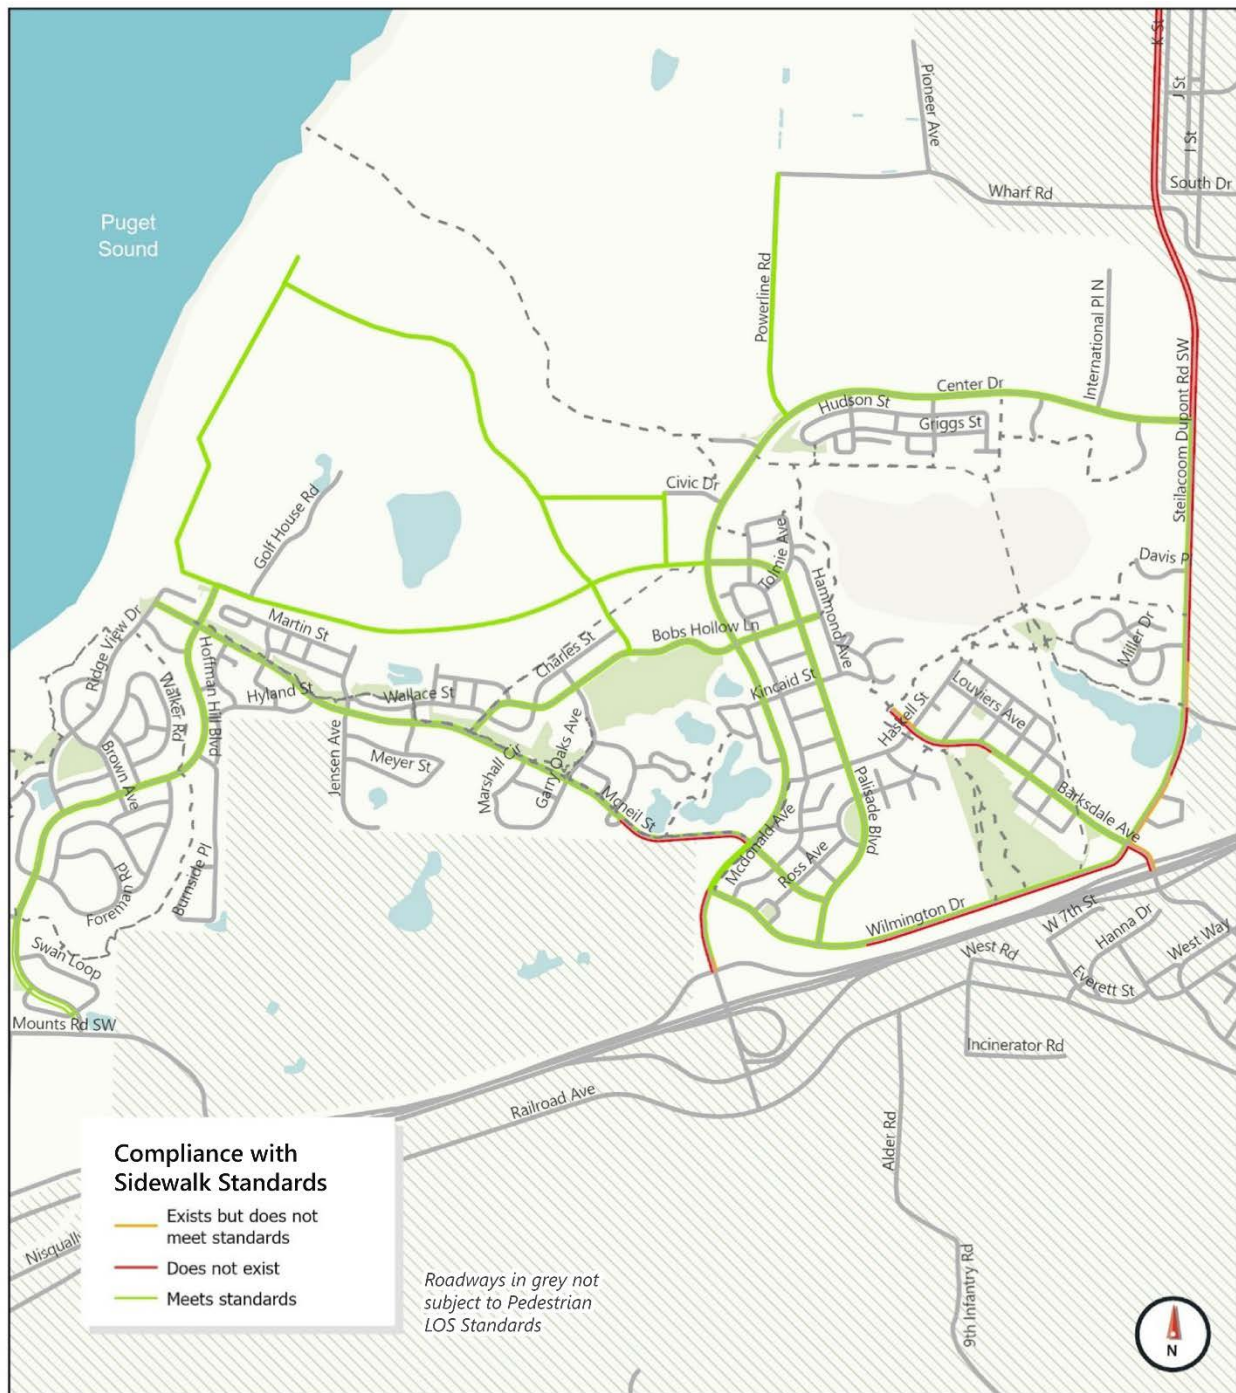 K St
J St
I St
Pioneer Ave
South Dr
Wharf Rd
Puget
Sound
Powerline Rd
International Pl N
Center Dr
Hudson St
Griggs St
Steilacoom Dupont Rd SW
Civic Dr
Golf House Rd
Tolmie Ave
Davis P
Hammond Ave
Ridge View Dr
Martin St
Bobs Hollow Ln
Miller Dr
Hoffman Hill Blvd
Charles St
Walker Rd
Hyland St
Wallace St
Kincaid St
Louviers Ave
Haskell St
Brown Ave
Jensen Ave
Meyer St
Marshall Cir
Garry Oaks Ave
Mcneil St
Palisade Blvd
Barksdale Ave
Mcdonald Ave
Ross Ave
Foreman Rd
Burnside Pl
Wilmington Dr
W 7th St
Hanna Dr
West Way
West Rd
Everett St
Swan Loop
Mounts Rd SW
Incinerator Rd
Railroad Ave
Alder Rd
Nisqually
9th Infantry Rd
Compliance with
Sidewalk Standards
Exists but does not
meet standards
Does not exist
Meets standards
Roadways in grey not
subject to Pedestrian
LOS Standards
N